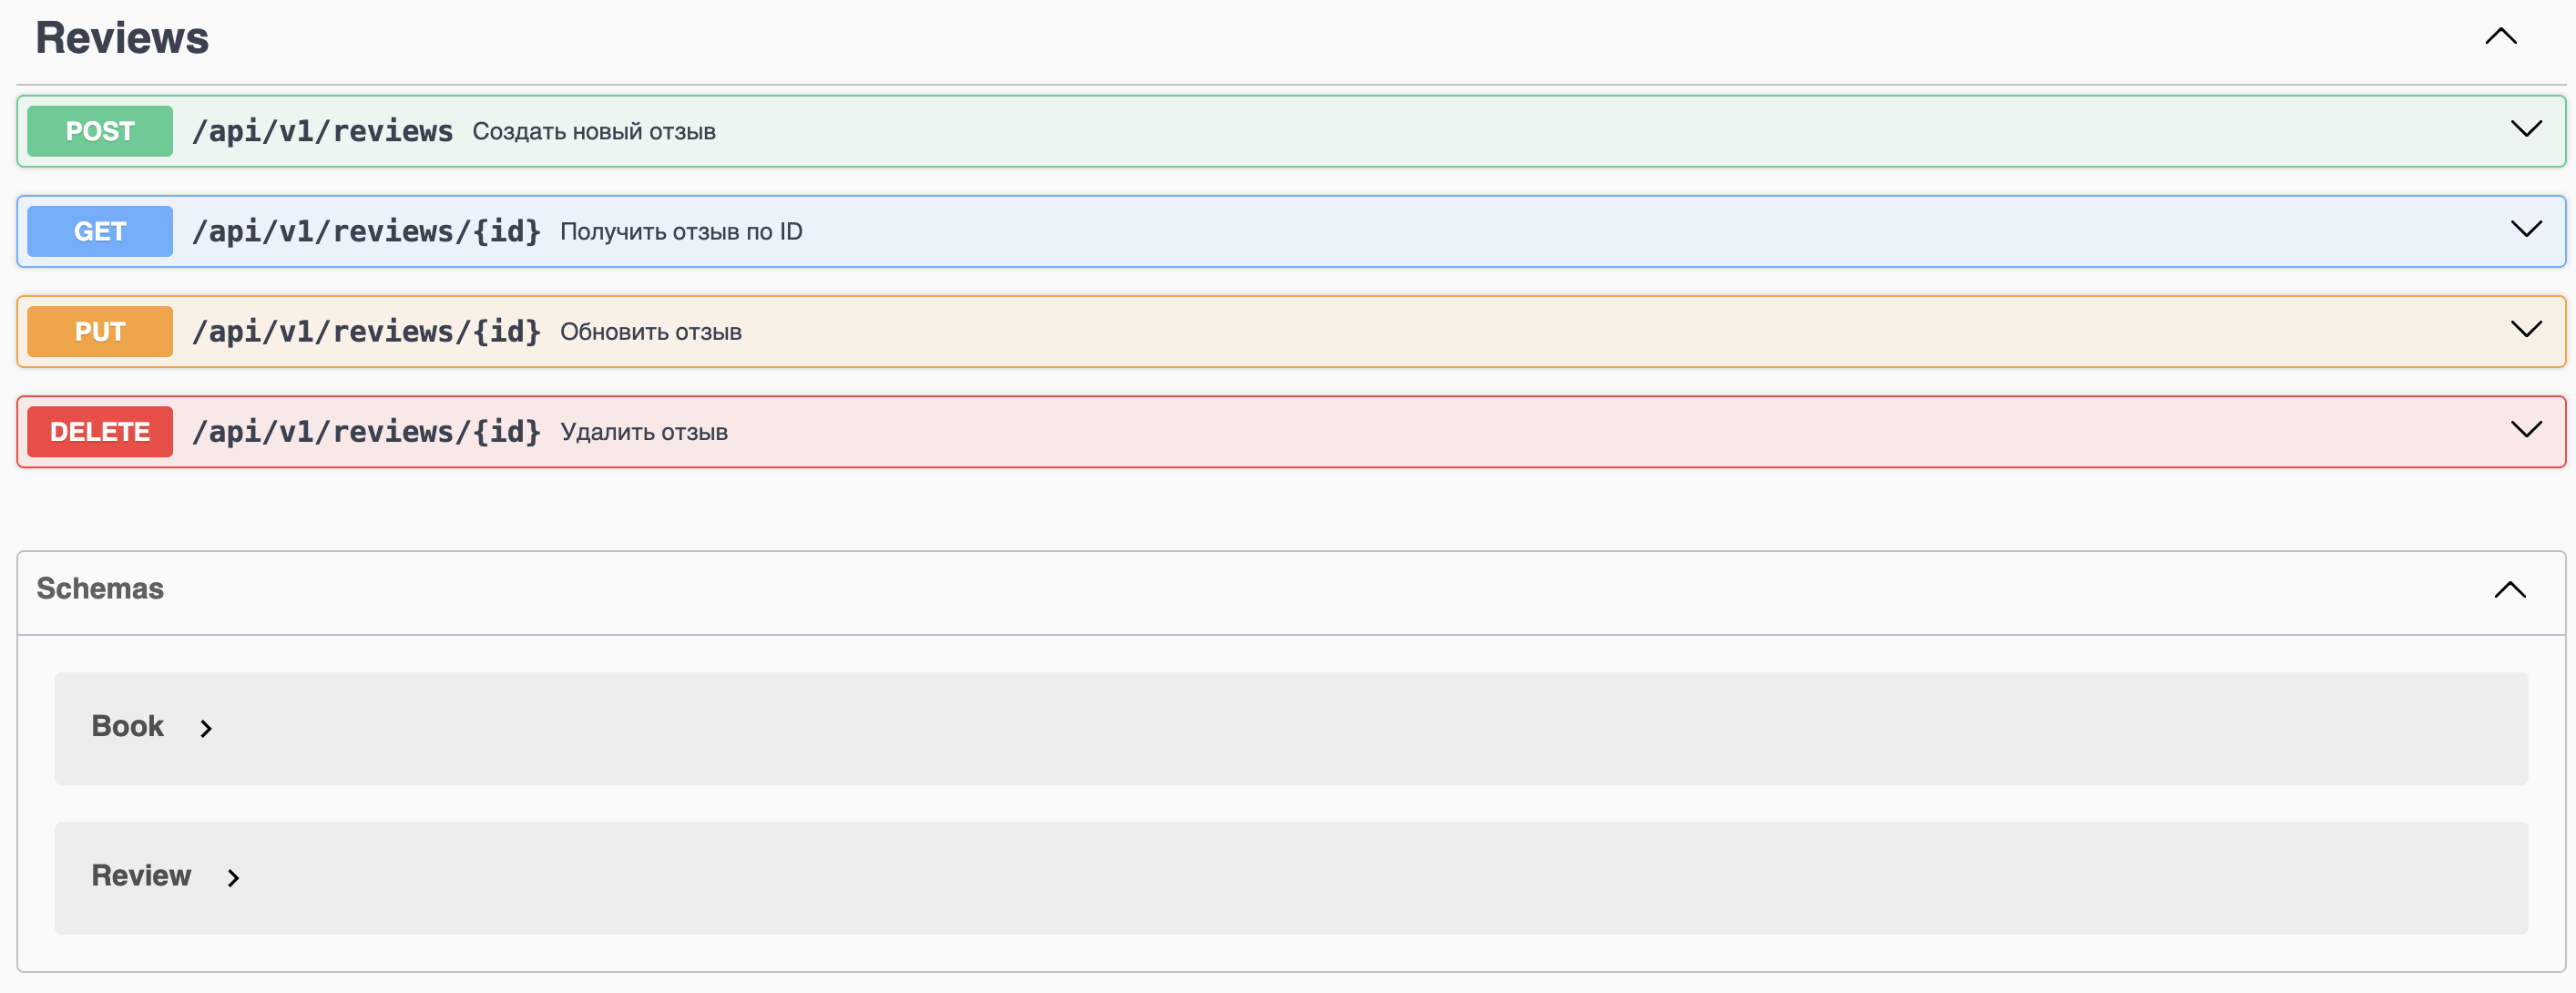 Reviews
POST /api/v1/reviews Создать новый отзыв
GET /api/v1/reviews/{id} Получить отзыв по ID
PUT /api/v1/reviews/{id} Обновить отзыв
DELETE /api/v1/reviews/{id} Удалить отзыв
Schemas
Book
Review